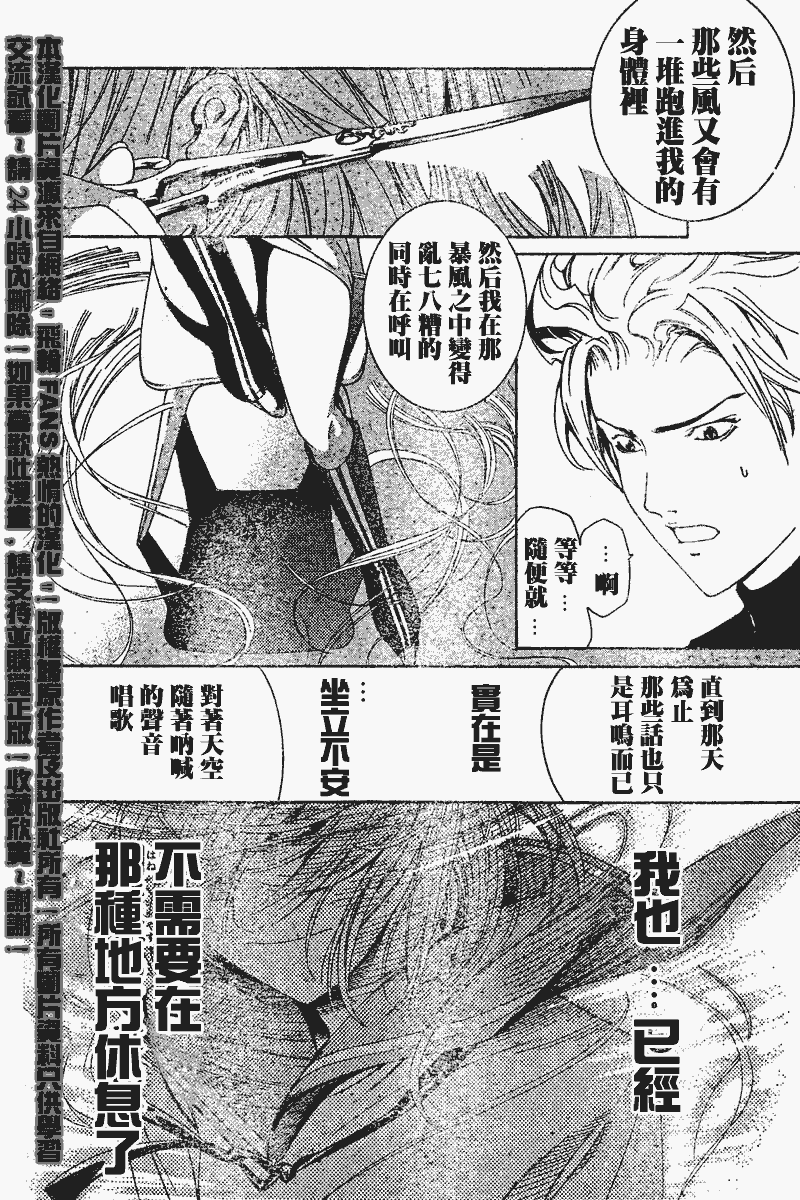 然后
那些風又會有
一堆跑進我的
身體裡
然后我在那
暴風之中變得
亂七八糟的
同時在呼叫
…啊
等等…
隨便就…
直到那天
為止
那些話也只
是耳鳴而已
實在是
…坐立不安
對著天空
隨著吶喊
的聲音
唱歌
我也……已經
不需要在
那種地方休息了
本漢化圖片資源來自網絡,飛輪FANS熱情的漢化~!版權歸原作者及出版社所有!所有圖片資料只供學習
交流試看~請24小時內刪除!如果喜歡此漫畫,請支持並購買正版!收藏欣賞~謝謝!